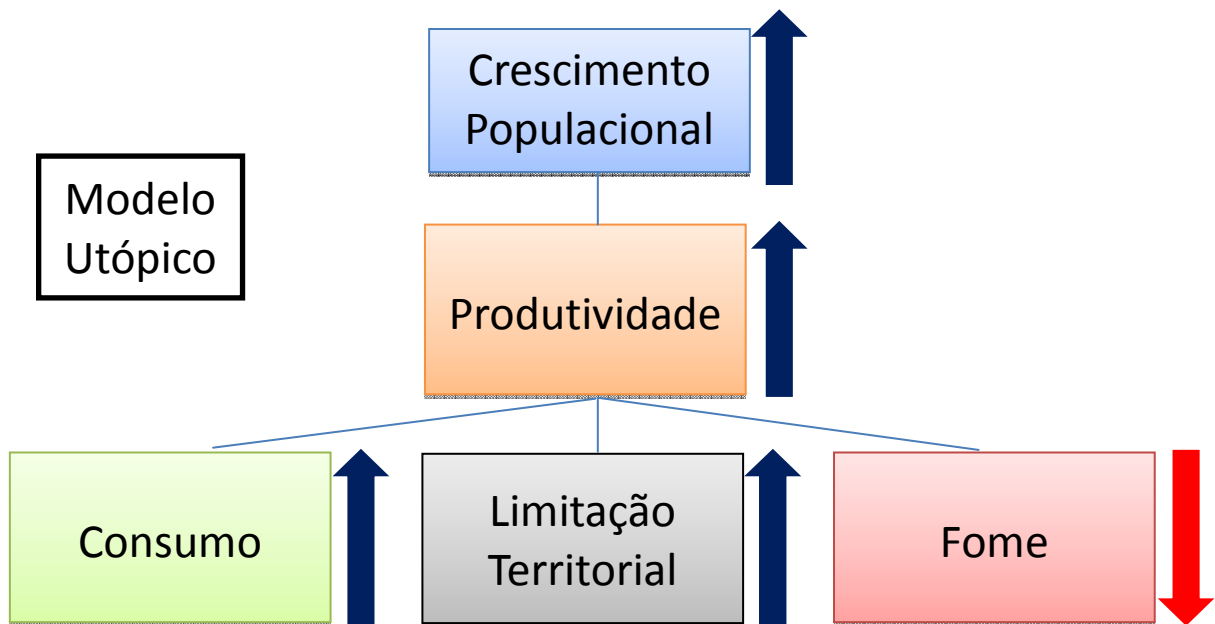 Crescimento
Populacional
Modelo
Utópico
Produtividade
Consumo
Limitação
Territorial
Fome